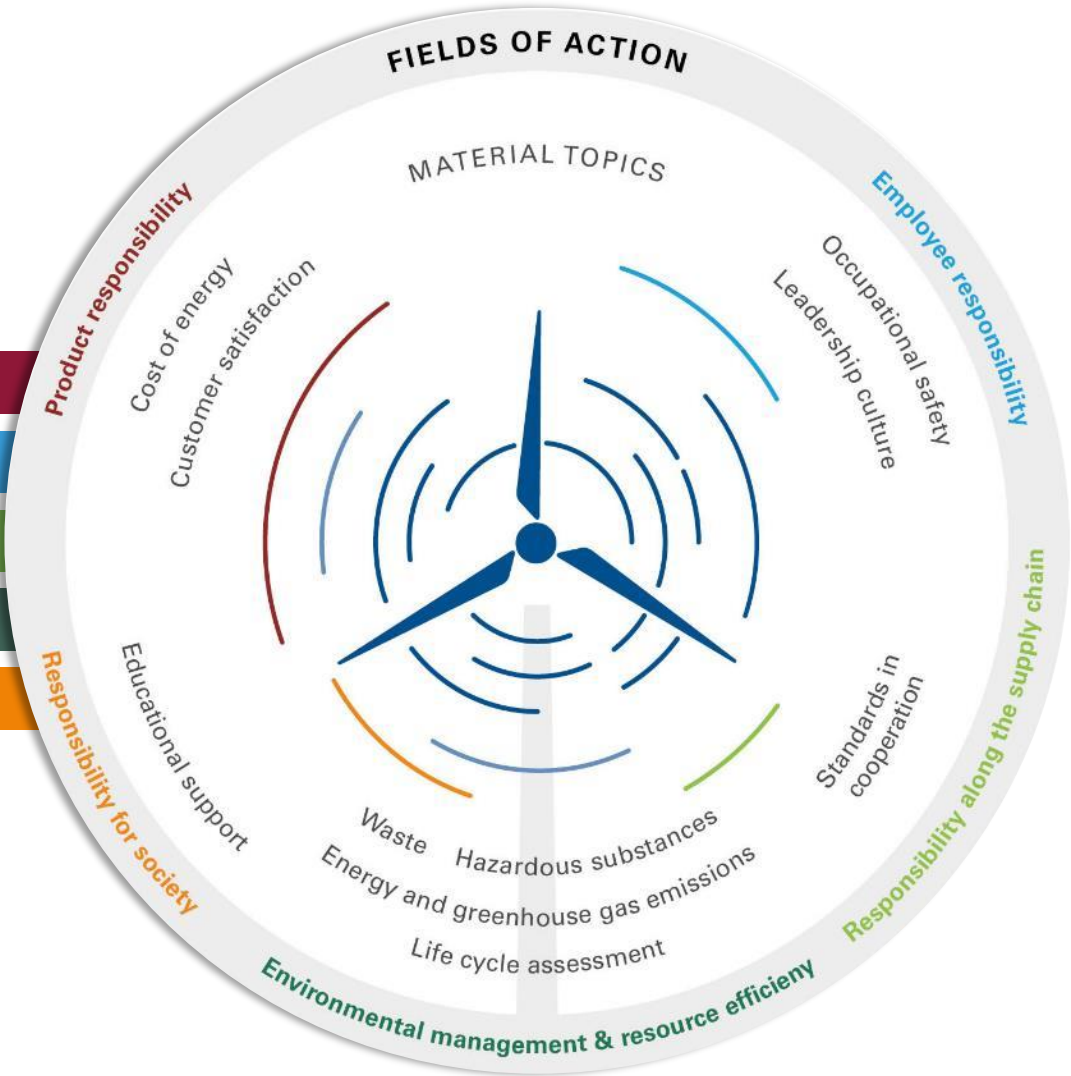 FIELDS OF ACTION
MATERIAL TOPICS
Product responsibility
Cost of energy
Customer satisfaction
Employee responsibility
Occupational safety
Leadership culture
Responsibility along the supply chain
Standards in
cooperation
Responsibility for society
Educational support
Waste
Hazardous substances
Energy and greenhouse gas emissions
Life cycle assessment
Environmental management & resource efficieny